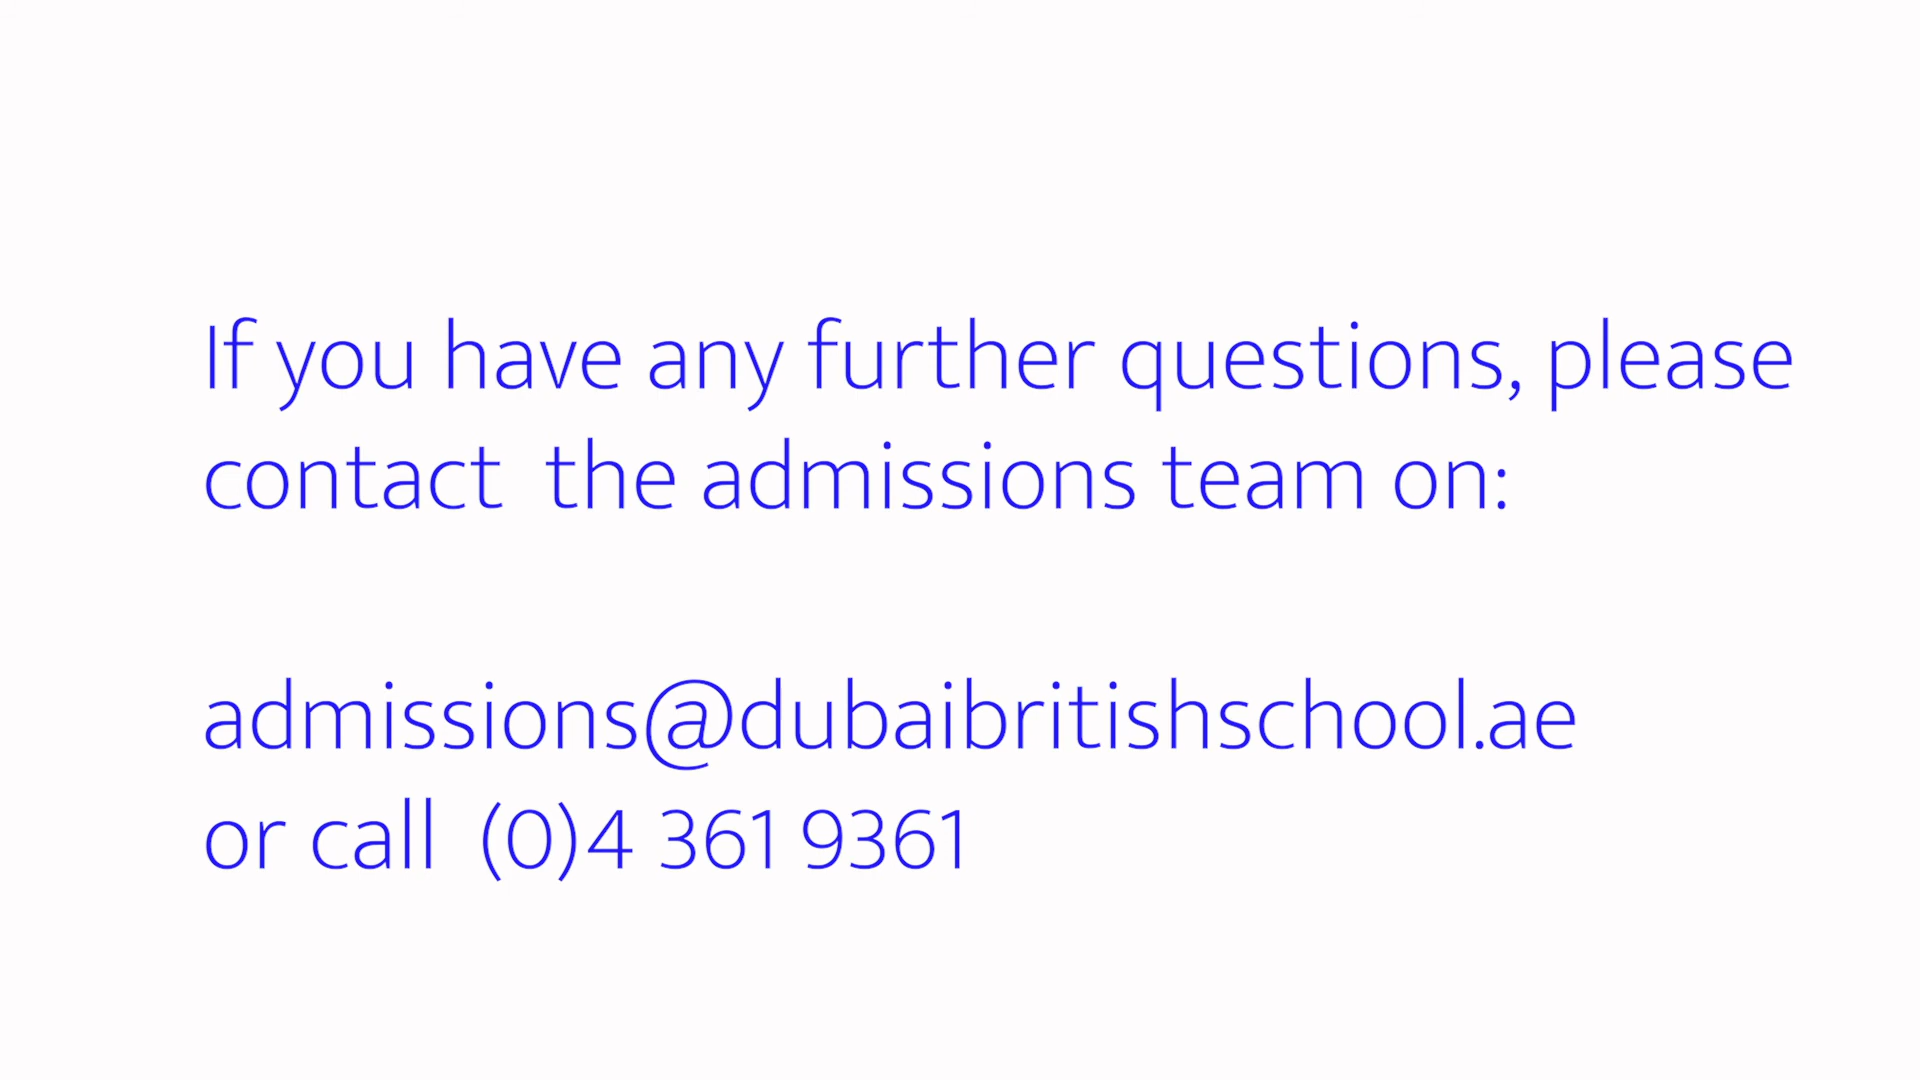 If you have any further questions, please
contact  the admissions team on:
admissions@dubaibritishschool.ae
or call  (0)4 361 9361